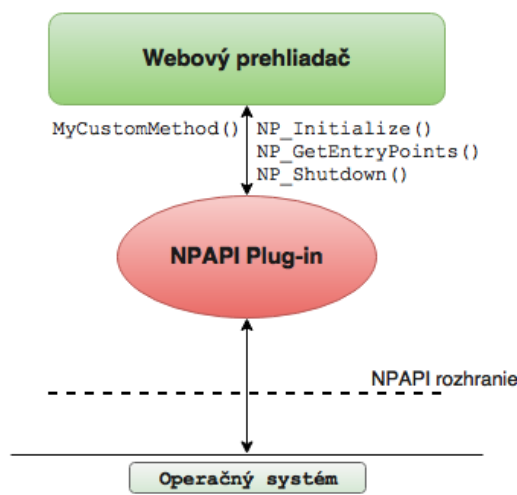 Webový prehliadač
MyCustomMethod()
NP_Initialize()
NP_GetEntryPoints()
NP_Shutdown()
NPAPI Plug-in
NPAPI rozhranie
Operačný systém